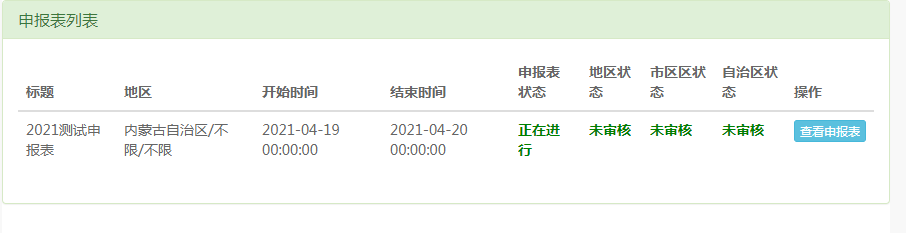 申报表列表
申报表 地区状 市区区状 自治区状
标题 地区 开始时间 结束时间 状态 态 态 态 操作
2021测试申 内蒙古自治区/不 2021-04-19 2021-04-20 正在进 未审核 未审核 未审核 查看申报表
报表 限/不限 00:00:00 00:00:00 行